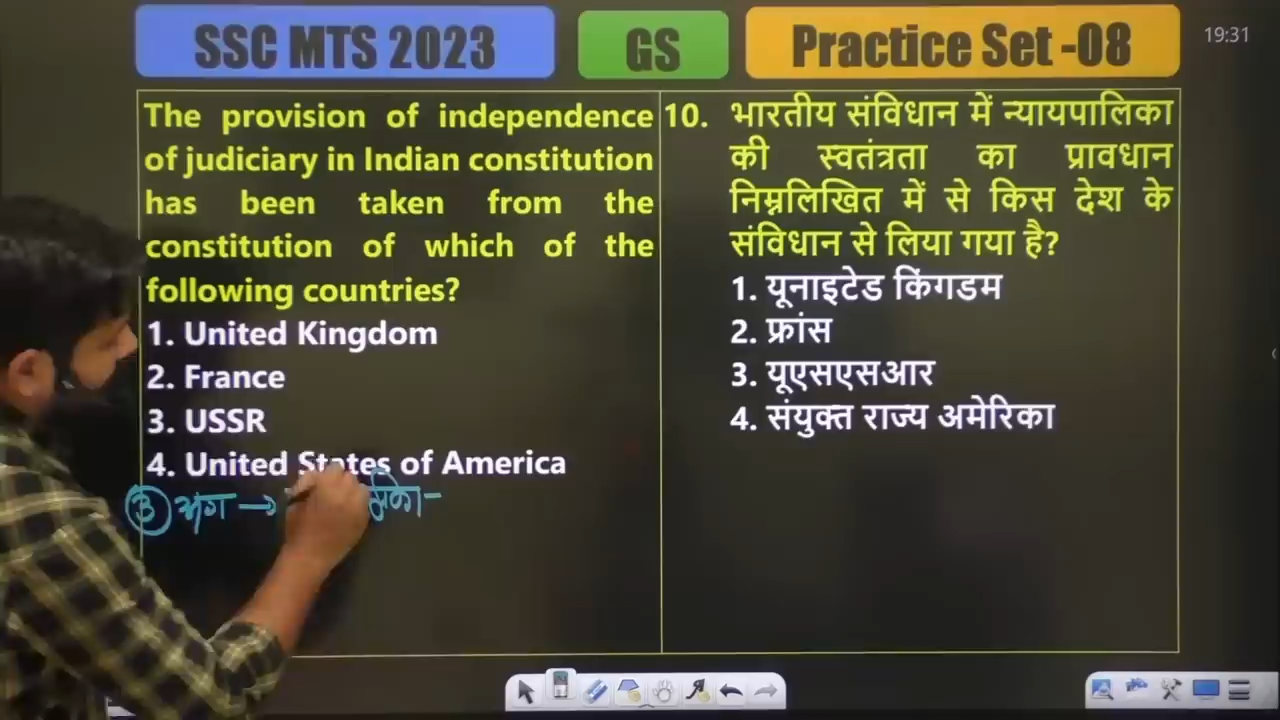 SSC MTS 2023
GS
Practice Set -08
19:31
The provision of independence
of judiciary in Indian constitution
has been taken from the
constitution of which of the
following countries?
1. United Kingdom
2. France
3. USSR
4. United States of America
③ अंग →
10. भारतीय संविधान में न्यायपालिका
की स्वतंत्रता का प्रावधान
निम्नलिखित में से किस देश के
संविधान से लिया गया है?
1. यूनाइटेड किंगडम
2. फ्रांस
3. यूएसएसआर
4. संयुक्त राज्य अमेरिका